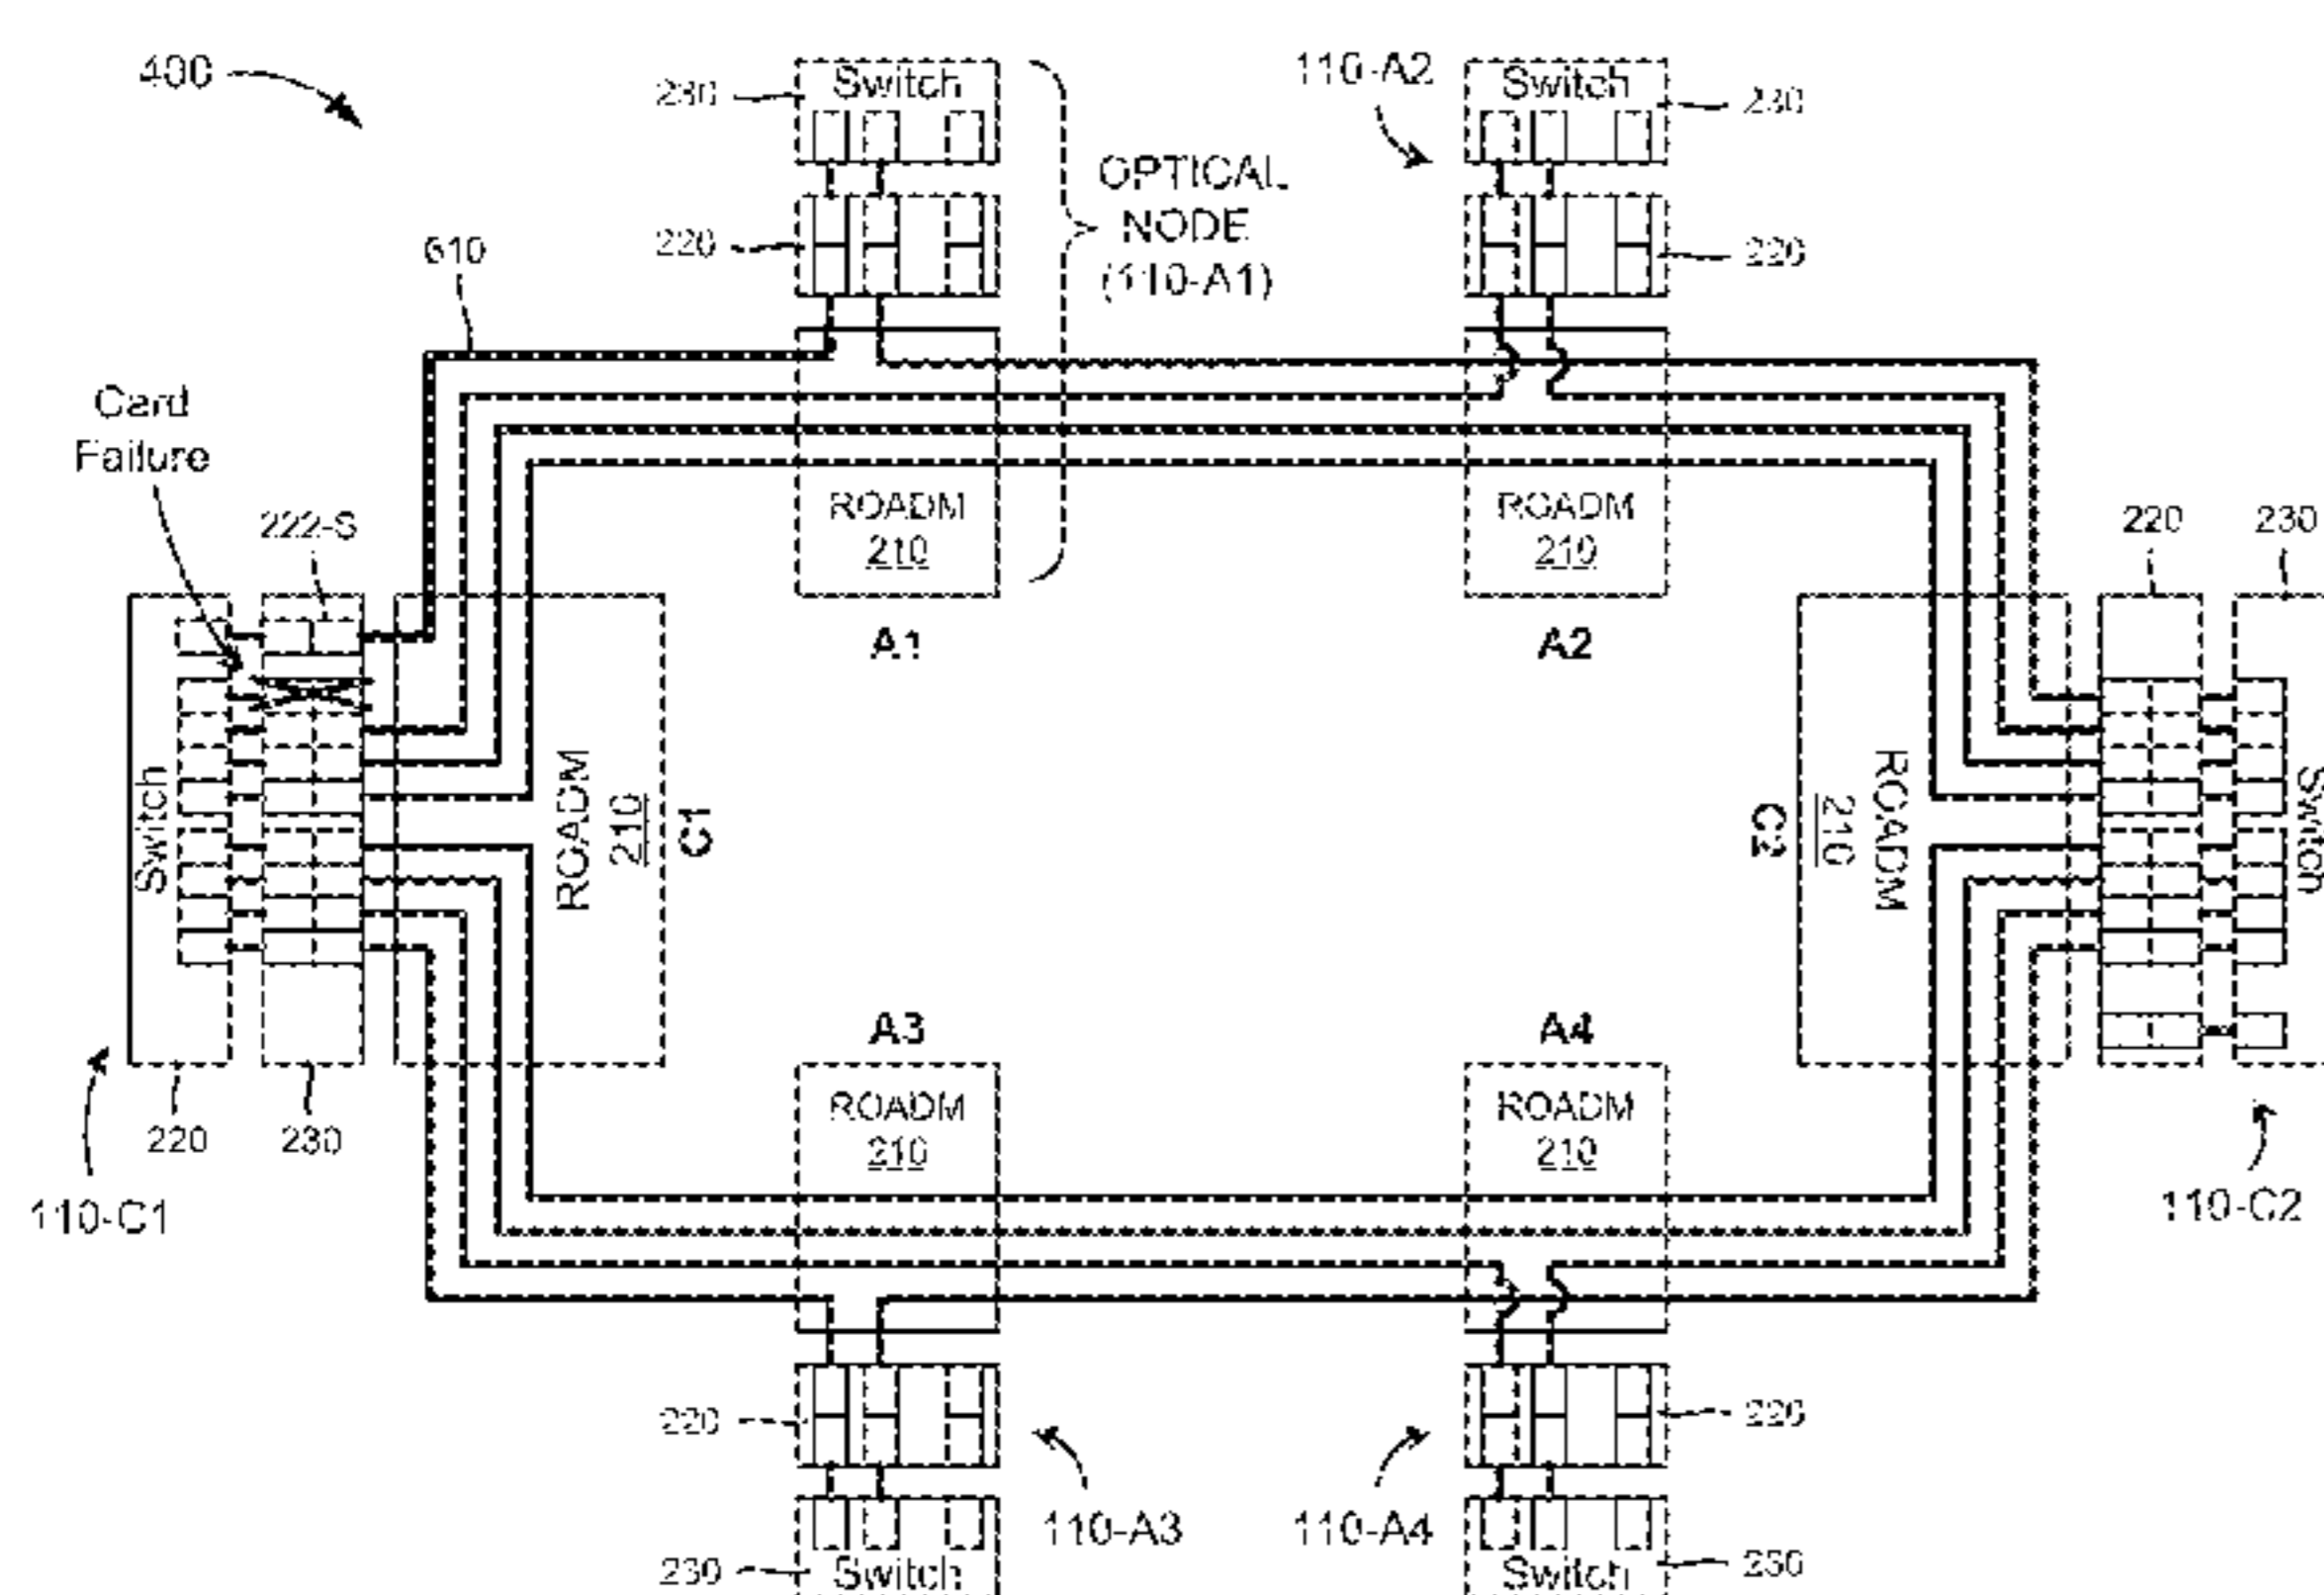 400
230
Switch
110-A2
Switch
230
OPTICAL
NODE
(110-A1)
610
220
220
Card
Failure
222-S
ROADM
210
ROADM
210
220
230
A1
A2
Switch
ROADM
210
C1
C2
210
ROADM
Switch
A3
A4
220
230
ROADM
210
ROADM
210
110-C1
110-C2
220
220
110-A3
110-A4
230
Switch
Switch
230